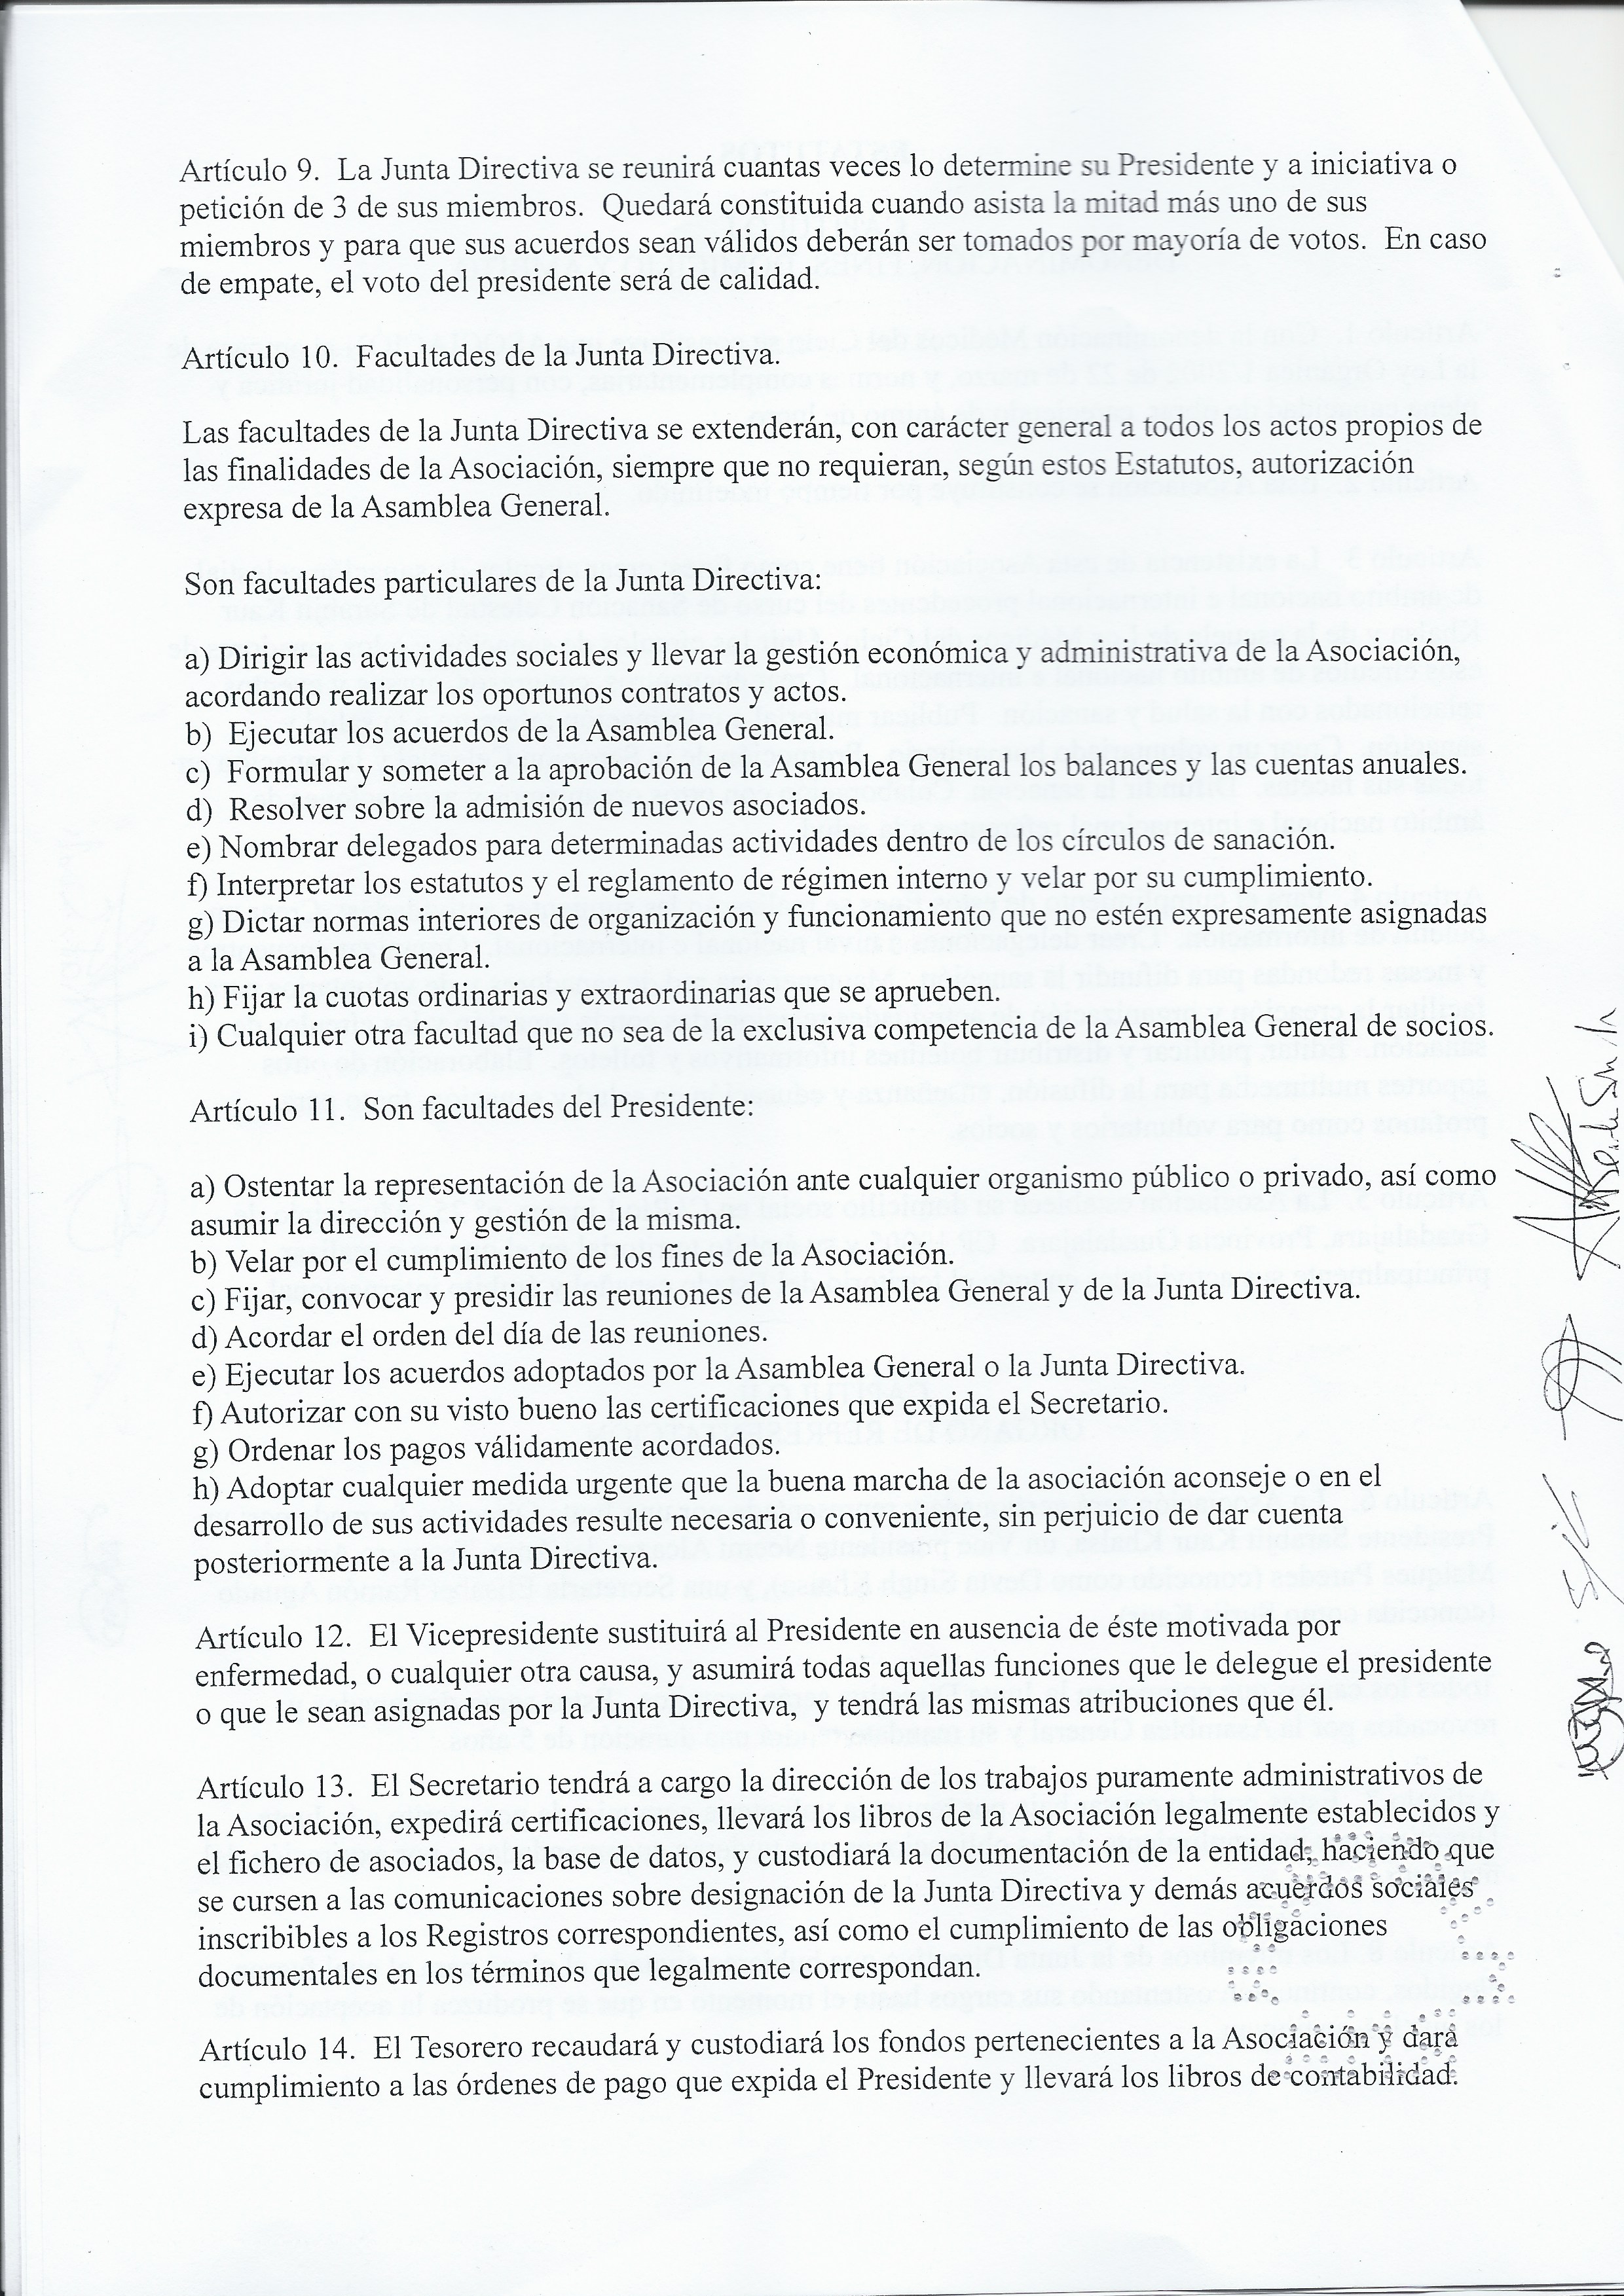 Artículo 9.  La Junta Directiva se reunirá cuantas veces lo determine su Presidente y a iniciativa o
petición de 3 de sus miembros.  Quedará constituida cuando asista la mitad más uno de sus
miembros y para que sus acuerdos sean válidos deberán ser tomados por mayoría de votos.  En caso
de empate, el voto del presidente será de calidad.
Artículo 10.  Facultades de la Junta Directiva.
Las facultades de la Junta Directiva se extenderán, con carácter general a todos los actos propios de
las finalidades de la Asociación, siempre que no requieran, según estos Estatutos, autorización
expresa de la Asamblea General.
Son facultades particulares de la Junta Directiva:
a) Dirigir las actividades sociales y llevar la gestión económica y administrativa de la Asociación,
acordando realizar los oportunos contratos y actos.
b)  Ejecutar los acuerdos de la Asamblea General.
c)  Formular y someter a la aprobación de la Asamblea General los balances y las cuentas anuales.
d)  Resolver sobre la admisión de nuevos asociados.
e) Nombrar delegados para determinadas actividades dentro de los círculos de sanación.
f) Interpretar los estatutos y el reglamento de régimen interno y velar por su cumplimiento.
g) Dictar normas interiores de organización y funcionamiento que no estén expresamente asignadas
a la Asamblea General.
h) Fijar la cuotas ordinarias y extraordinarias que se aprueben.
i) Cualquier otra facultad que no sea de la exclusiva competencia de la Asamblea General de socios.
Artículo 11.  Son facultades del Presidente:
a) Ostentar la representación de la Asociación ante cualquier organismo público o privado, así como
asumir la dirección y gestión de la misma.
b) Velar por el cumplimiento de los fines de la Asociación.
c) Fijar, convocar y presidir las reuniones de la Asamblea General y de la Junta Directiva.
d) Acordar el orden del día de las reuniones.
e) Ejecutar los acuerdos adoptados por la Asamblea General o la Junta Directiva.
f) Autorizar con su visto bueno las certificaciones que expida el Secretario.
g) Ordenar los pagos válidamente acordados.
h) Adoptar cualquier medida urgente que la buena marcha de la asociación aconseje o en el
desarrollo de sus actividades resulte necesaria o conveniente, sin perjuicio de dar cuenta
posteriormente a la Junta Directiva.
Artículo 12.  El Vicepresidente sustituirá al Presidente en ausencia de éste motivada por
enfermedad, o cualquier otra causa, y asumirá todas aquellas funciones que le delegue el presidente
o que le sean asignadas por la Junta Directiva,  y tendrá las mismas atribuciones que él.
Artículo 13.  El Secretario tendrá a cargo la dirección de los trabajos puramente administrativos de
la Asociación, expedirá certificaciones, llevará los libros de la Asociación legalmente establecidos y
el fichero de asociados, la base de datos, y custodiará la documentación de la entidad, haciendo que
se cursen a las comunicaciones sobre designación de la Junta Directiva y demás acuerdos sociales
inscribibles a los Registros correspondientes, así como el cumplimiento de las obligaciones
documentales en los términos que legalmente correspondan.
Artículo 14.  El Tesorero recaudará y custodiará los fondos pertenecientes a la Asociación y dará
cumplimiento a las órdenes de pago que expida el Presidente y llevará los libros de contabilidad.